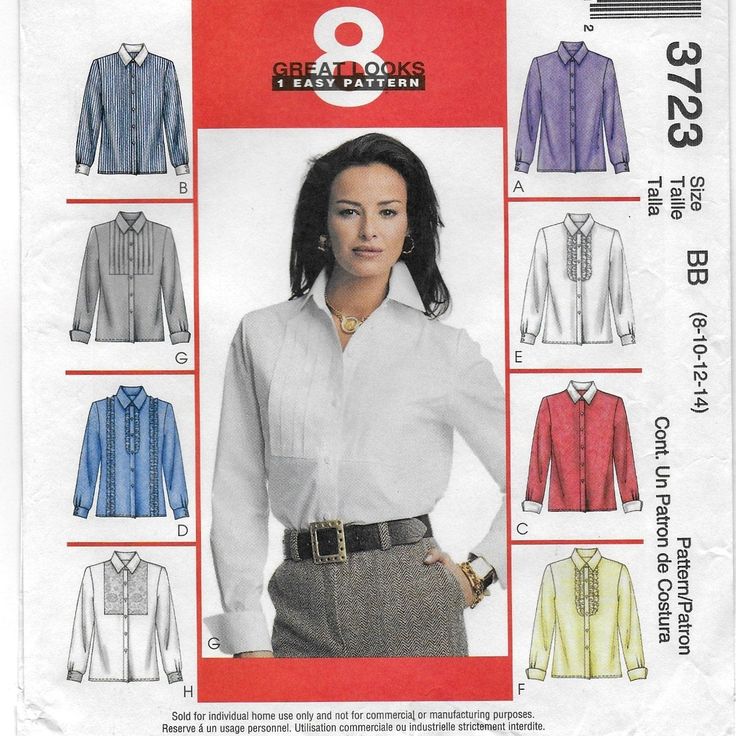 8
GREAT LOOKS
1 EASY PATTERN
B
G
D
H
A
E
C
F
G
2
3723
Size
Taille
Talla
BB (8-10-12-14)
Pattern/Patron
Cont. Un Patron de Costura
Sold for individual home use only and not for commercial or manufacturing purposes.
Reserve á un usage personnel. Utilisation commerciale ou industrielle strictement interdite.